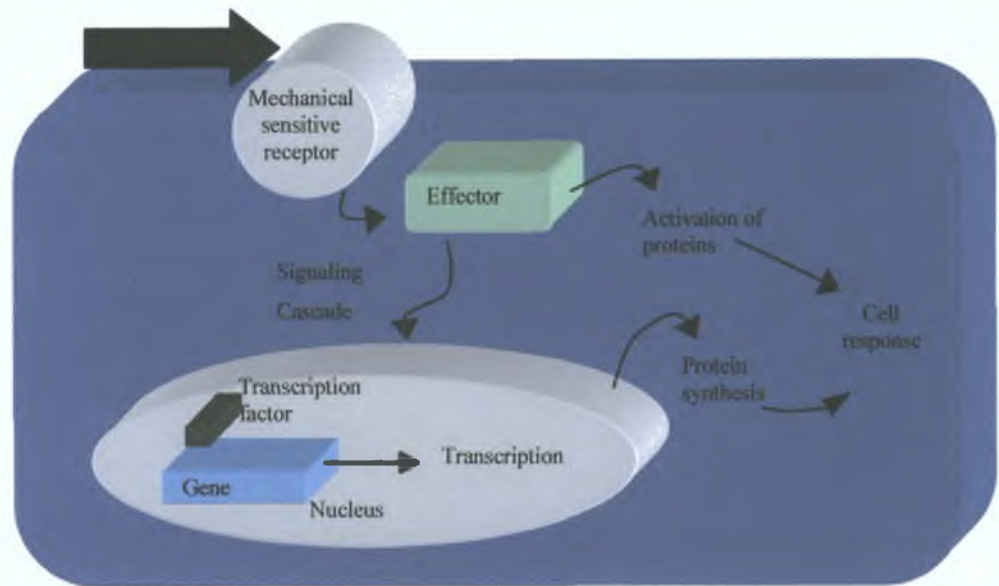 Mechanical
sensitive
receptor
Effector
Activation of
proteins
Signaling
Cascade
Cell
response
Protein
synthesis
Transcription
factor
Transcription
Gene
Nucleus